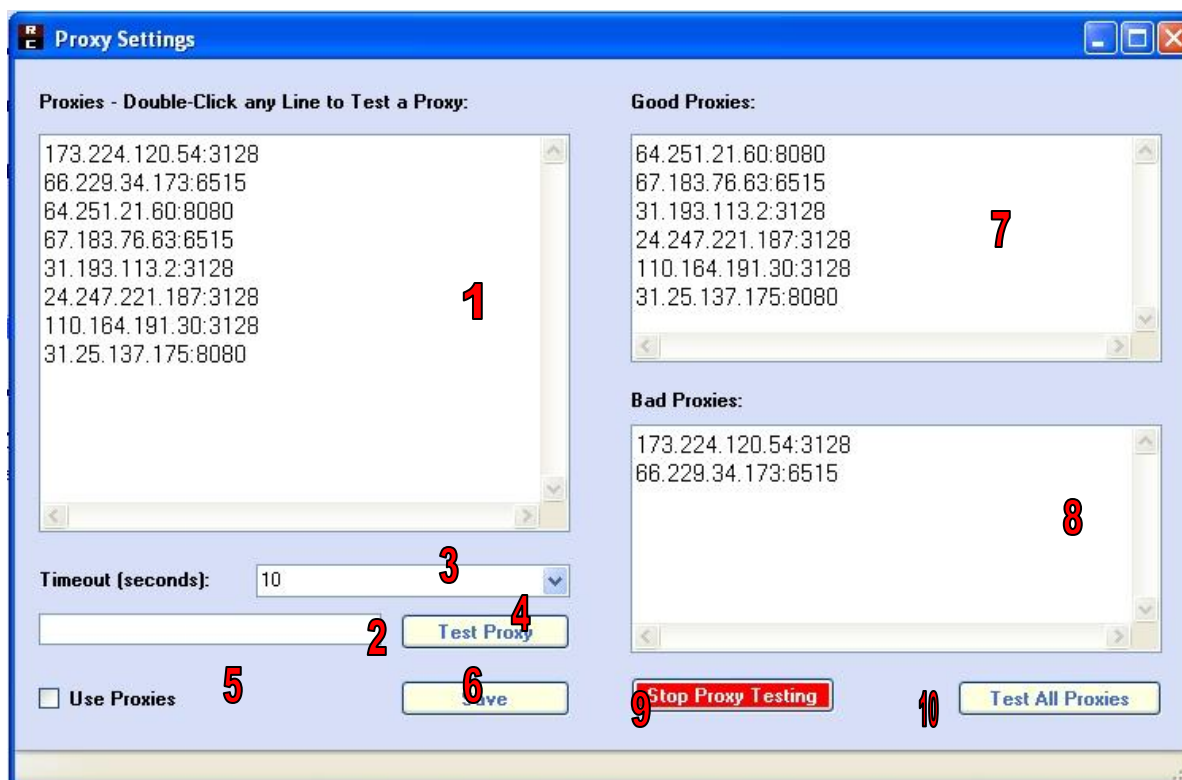 R
C
Proxy Settings
Proxies - Double-Click any Line to Test a Proxy:
173.224.120.54:3128
66.229.34.173:6515
64.251.21.60:8080
67.183.76.63:6515
31.193.113.2:3128
24.247.221.187:3128
110.164.191.30:3128
31.25.137.175:8080
1
Timeout (seconds):
10
3
2
Test Proxy
4
Use Proxies
5
Save
6
Good Proxies:
64.251.21.60:8080
67.183.76.63:6515
31.193.113.2:3128
24.247.221.187:3128
110.164.191.30:3128
31.25.137.175:8080
7
Bad Proxies:
173.224.120.54:3128
66.229.34.173:6515
8
Stop Proxy Testing
9
10
Test All Proxies